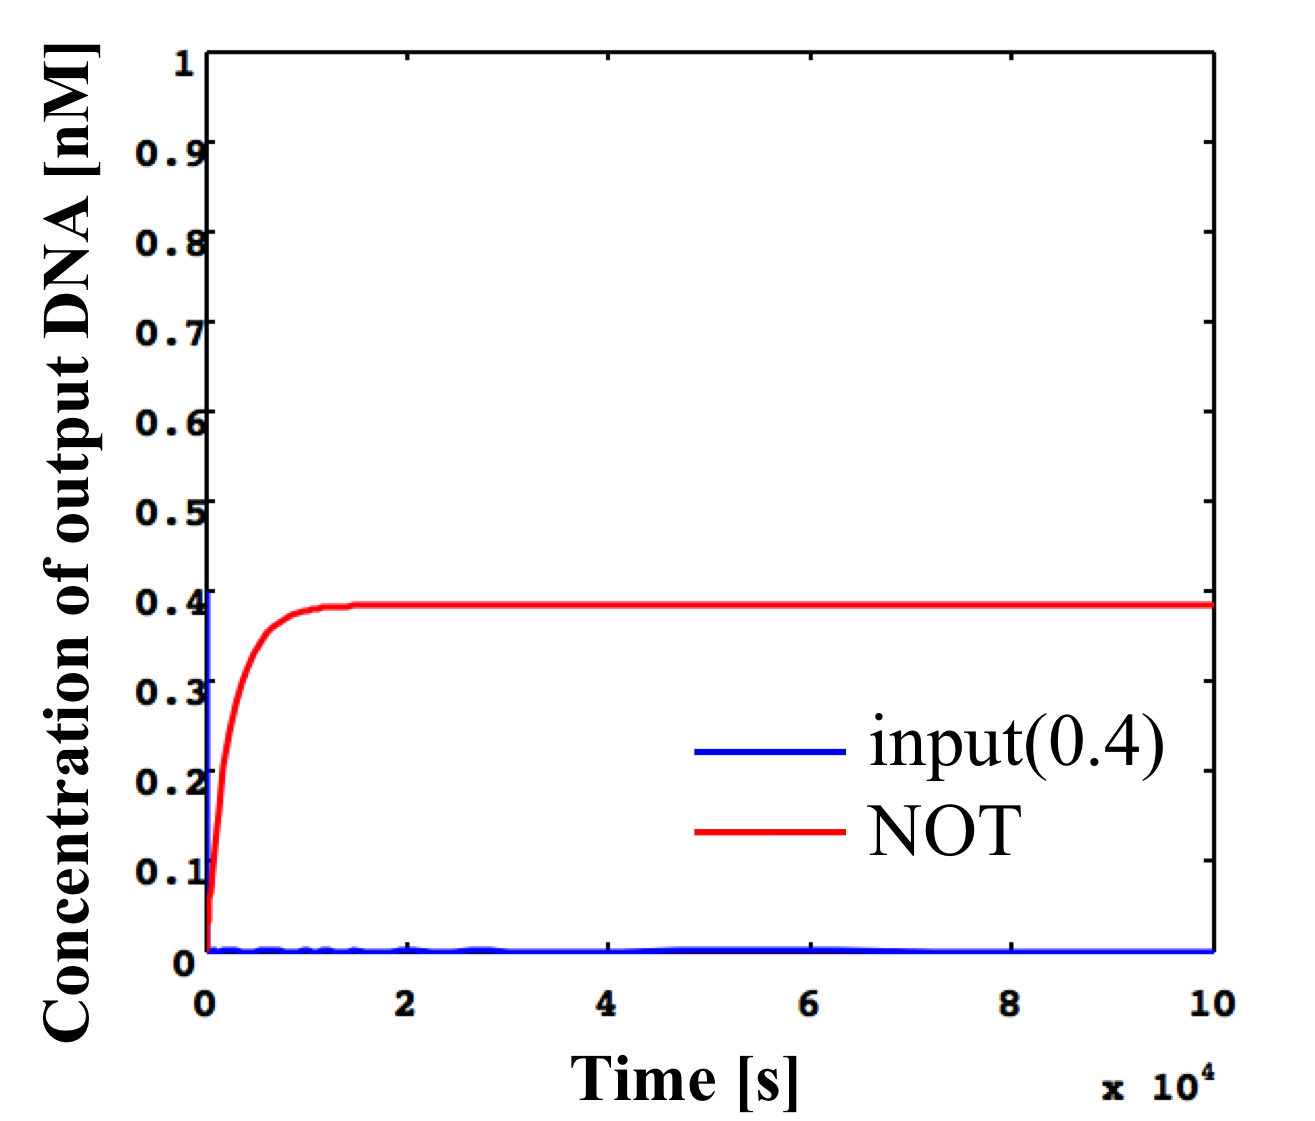 Concentration of output DNA [nM]
1
0.9
0.8
0.7
0.6
0.5
0.4
0.3
0.2
0.1
0
input(0.4)
NOT
0 2 4 6 8 10
Time [s]
x 10⁴